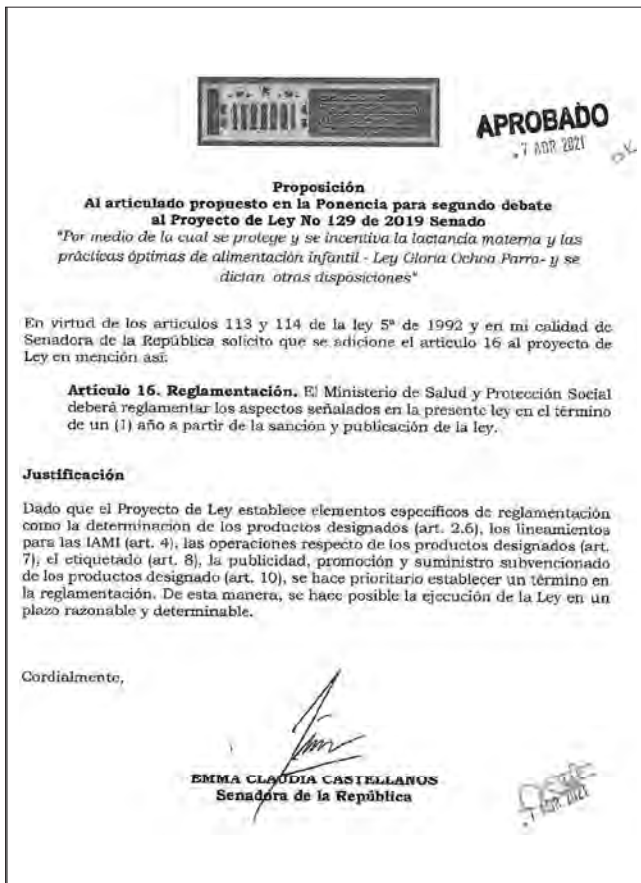 APROBADO
7 ABR 2021
OK
Proposición
Al articulado propuesto en la Ponencia para segundo debate
al Proyecto de Ley No 129 de 2019 Senado
"Por medio de la cual se protege y se incentiva la lactancia materna y las
prácticas óptimas de alimentación infantil - Ley Gloria Ochoa Parra- y se
dictan otras disposiciones"
En virtud de los artículos 113 y 114 de la ley 5ª de 1992 y en mi calidad de
Senadora de la República solicito que se adicione el artículo 16 al proyecto de
Ley en mención así:
Artículo 16. Reglamentación. El Ministerio de Salud y Protección Social
deberá reglamentar los aspectos señalados en la presente ley en el término
de un (1) año a partir de la sanción y publicación de la ley.
Justificación
Dado que el Proyecto de Ley establece elementos específicos de reglamentación
como la determinación de los productos designados (art. 2.6), los lineamientos
para las IAMI (art. 4), las operaciones respecto de los productos designados (art.
7), el etiquetado (art. 8), la publicidad, promoción y suministro subvencionado
de los productos designado (art. 10), se hace prioritario establecer un término en
la reglamentación. De esta manera, se hace posible la ejecución de la Ley en un
plazo razonable y determinable.
Cordialmente,
EMMA CLAUDIA CASTELLANOS
Senadora de la República
7 ABR. 2021